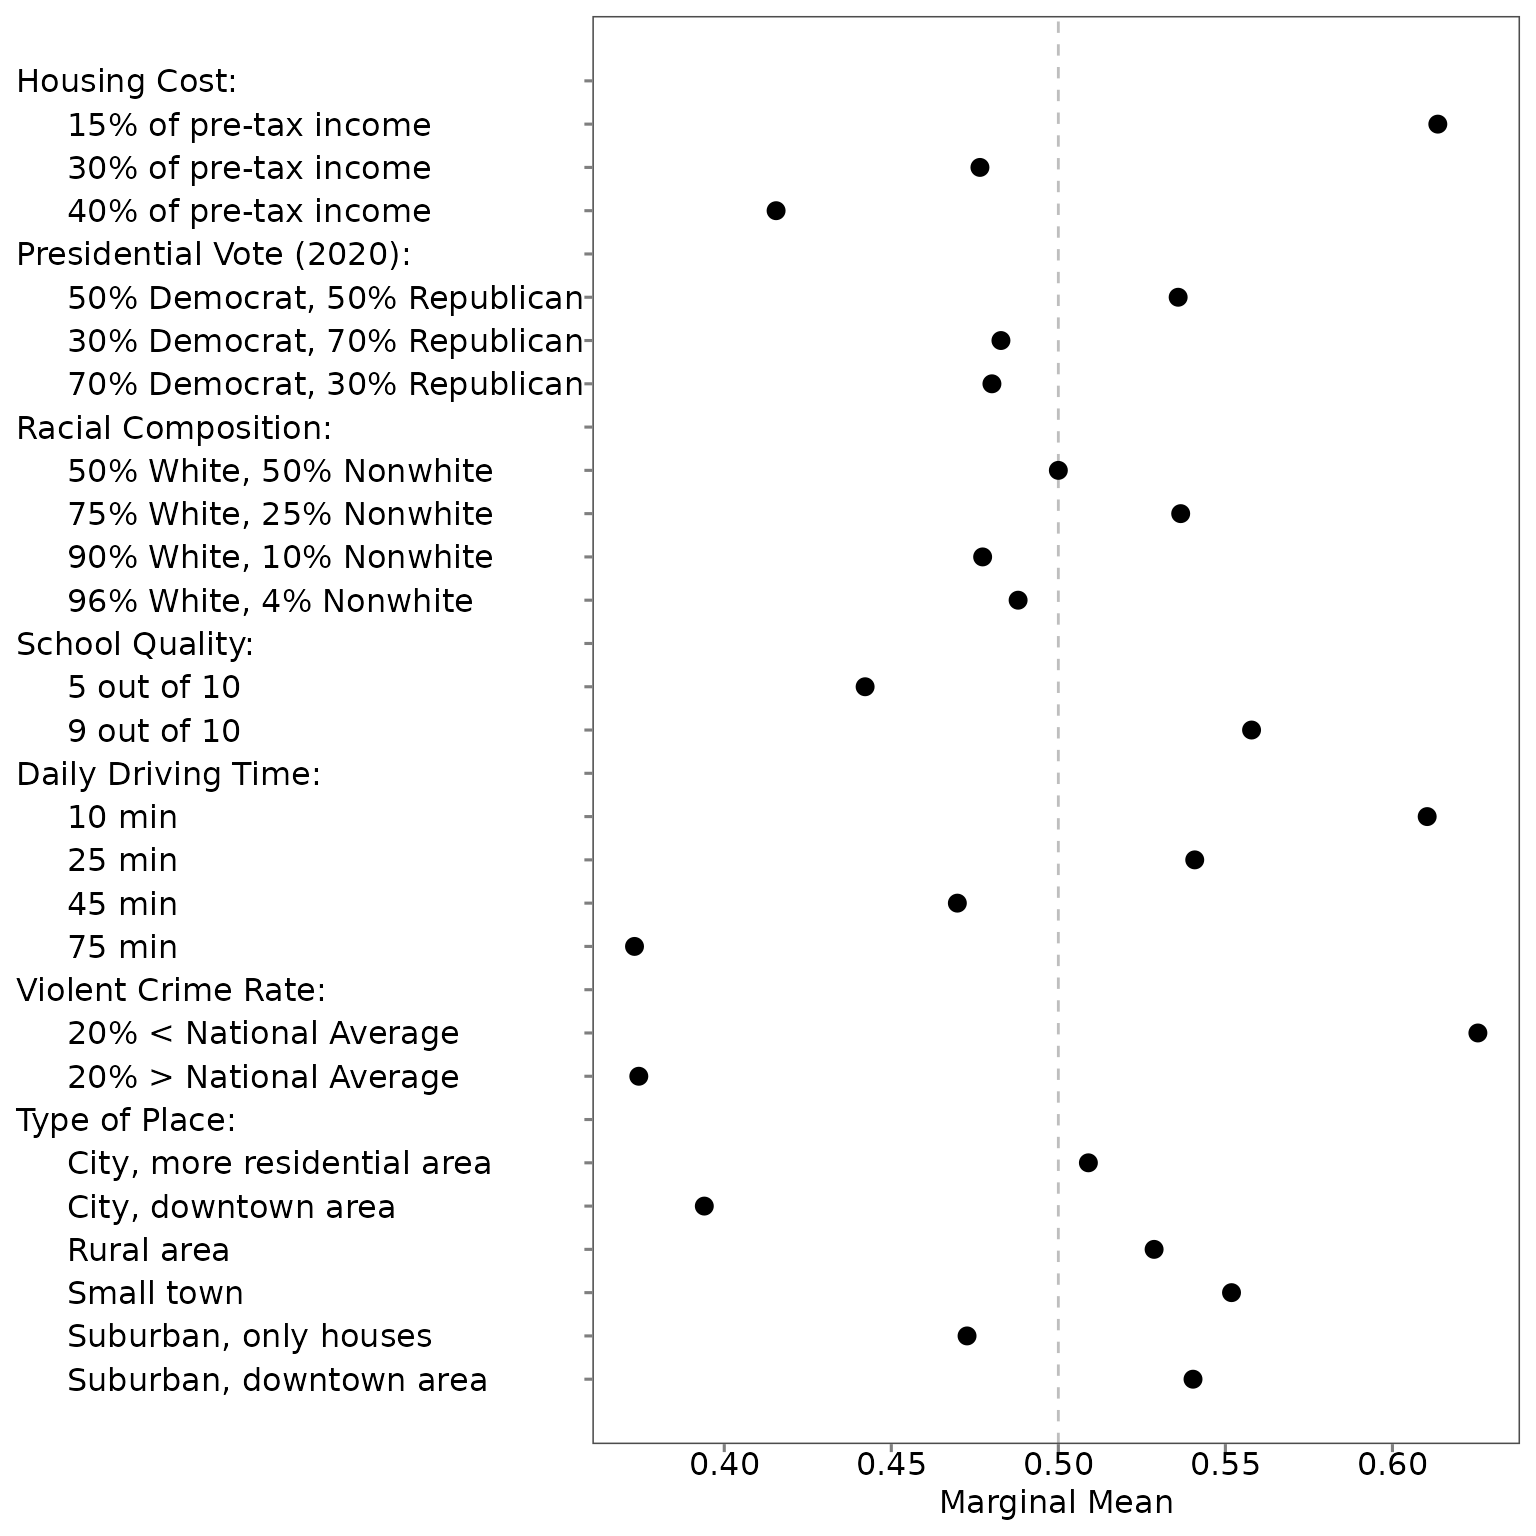 Housing Cost:
15% of pre-tax income
30% of pre-tax income
40% of pre-tax income
Presidential Vote (2020):
50% Democrat, 50% Republican
30% Democrat, 70% Republican
70% Democrat, 30% Republican
Racial Composition:
50% White, 50% Nonwhite
75% White, 25% Nonwhite
90% White, 10% Nonwhite
96% White, 4% Nonwhite
School Quality:
5 out of 10
9 out of 10
Daily Driving Time:
10 min
25 min
45 min
75 min
Violent Crime Rate:
20% < National Average
20% > National Average
Type of Place:
City, more residential area
City, downtown area
Rural area
Small town
Suburban, only houses
Suburban, downtown area
0.40 0.45 0.50 0.55 0.60
Marginal Mean